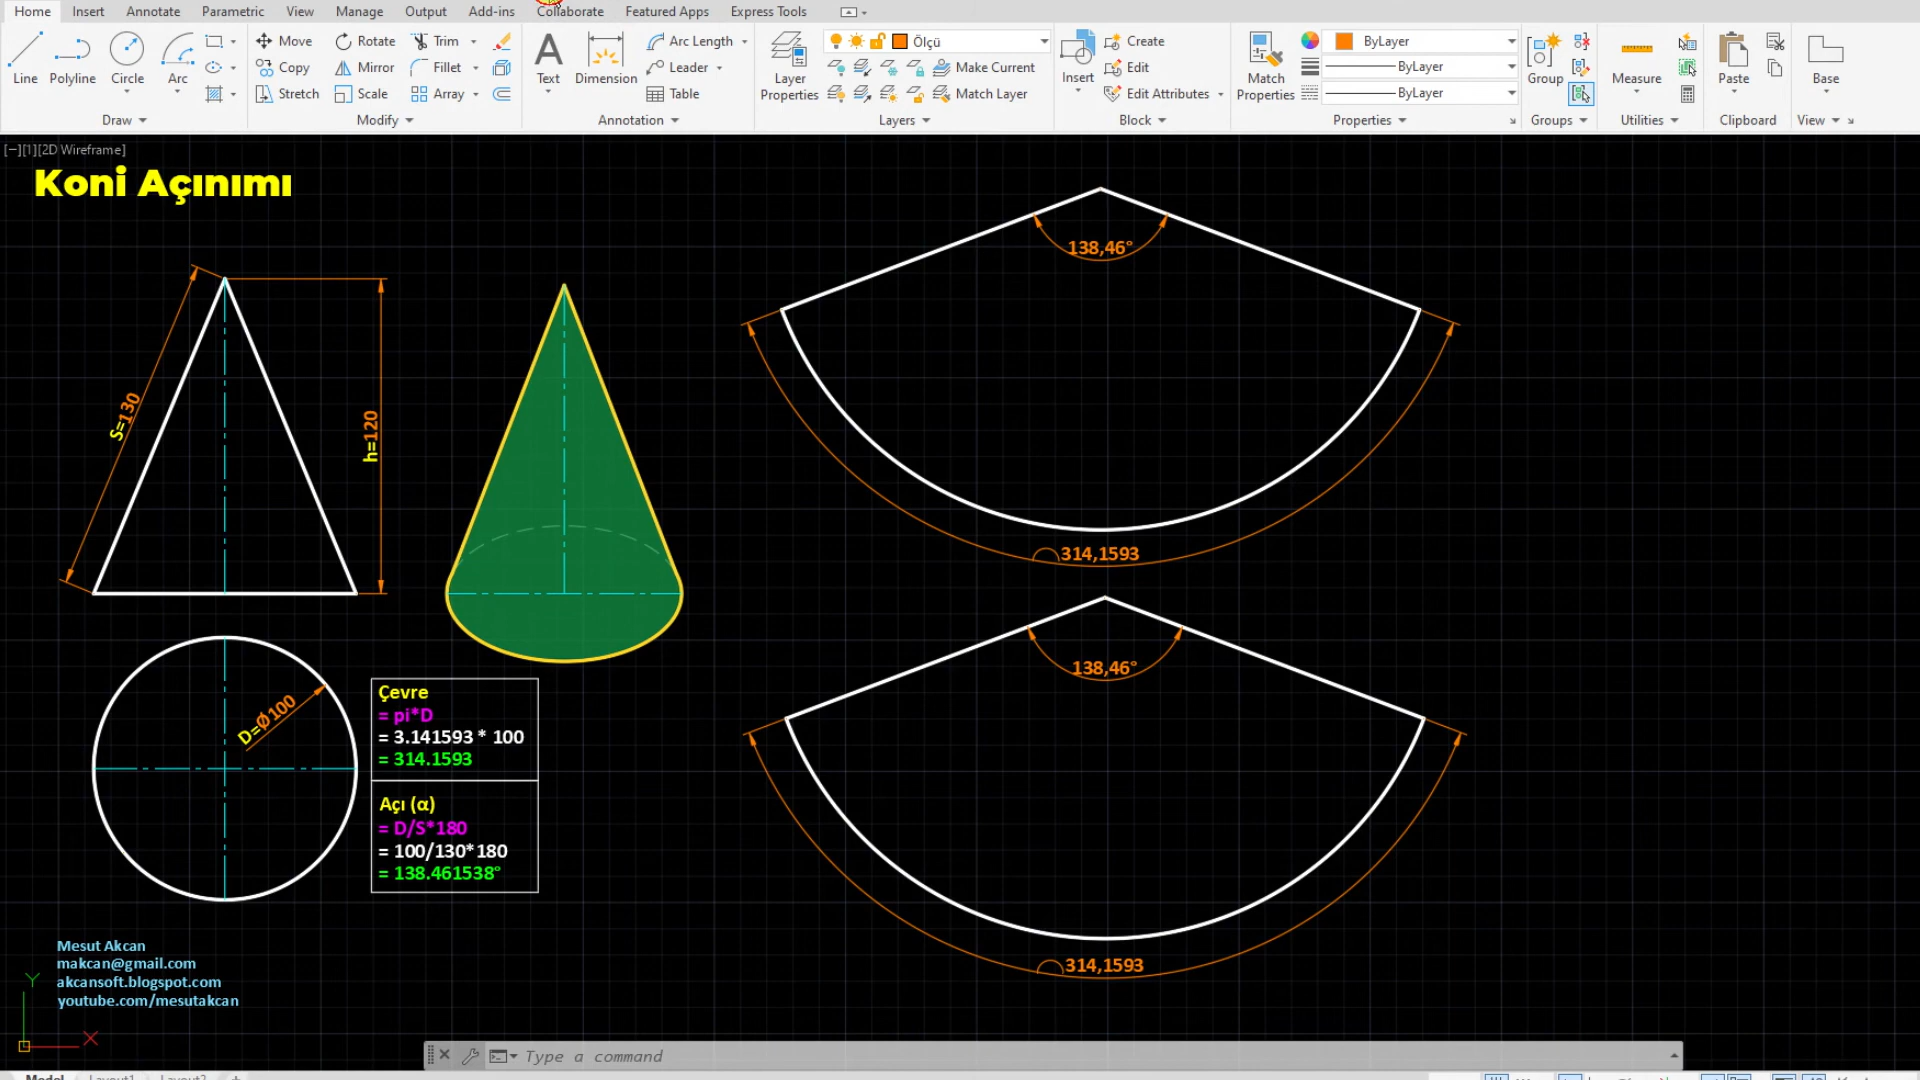 Home Insert Annotate Parametric View Manage Output Add-ins Collaborate Featured Apps Express Tools
Line Polyline Circle Arc
Move Rotate Trim
Copy Mirror Fillet
Stretch Scale Array
Text Dimension
Arc Length
Leader
Table
Layer Properties
Ölçü
Make Current
Match Layer
Insert
Create
Edit
Edit Attributes
Match Properties
ByLayer
ByLayer
ByLayer
Group
Measure
Paste
Base
Draw Modify Annotation Layers Block Properties Groups Utilities Clipboard View
[−][1][2D Wireframe]
Koni Açınımı
S=130
h=120
D=Ø100
Çevre
= pi*D
= 3.141593 * 100
= 314.1593
Açı (α)
= D/S*180
= 100/130*180
= 138.461538°
138,46°
314,1593
138,46°
314,1593
Mesut Akcan
makcan@gmail.com
akcansoft.blogspot.com
youtube.com/mesutakcan
Y
X
Type a command
Model Layout1 Layout2 +